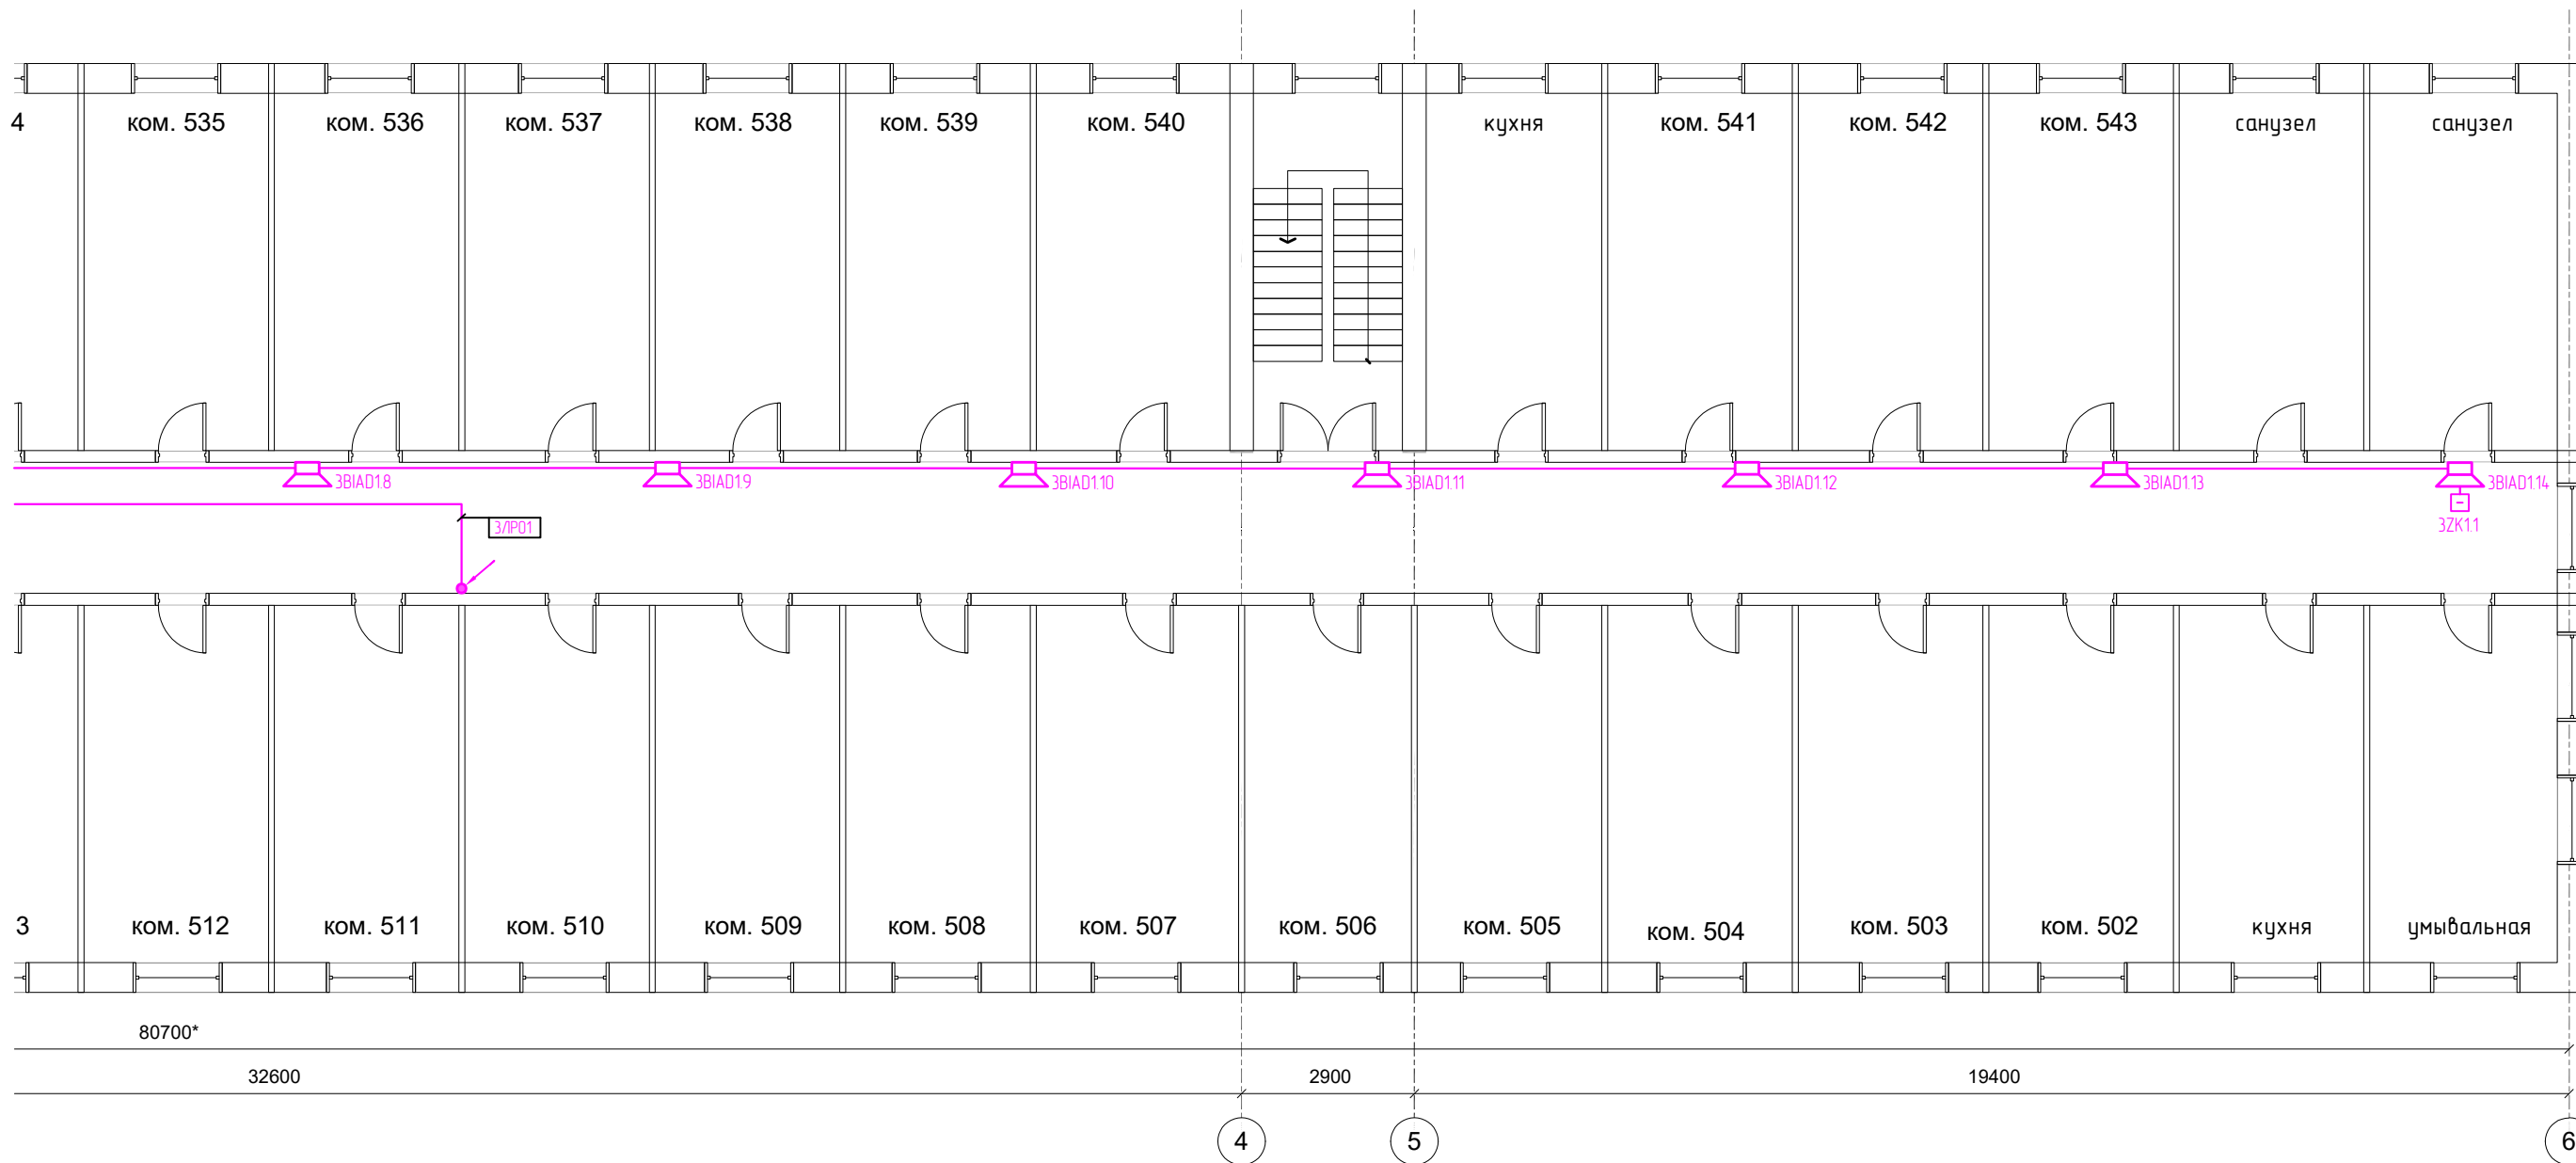 4
ком. 535
ком. 536
ком. 537
ком. 538
ком. 539
ком. 540
кухня
ком. 541
ком. 542
ком. 543
санузел
санузел
3BIAD1.8
3BIAD1.9
3BIAD1.10
3BIAD1.11
3BIAD1.12
3BIAD1.13
3BIAD1.14
3ZK1.1
3ЛР01
3
ком. 512
ком. 511
ком. 510
ком. 509
ком. 508
ком. 507
ком. 506
ком. 505
ком. 504
ком. 503
ком. 502
кухня
умывальная
80700*
32600
2900
19400
4
5
6